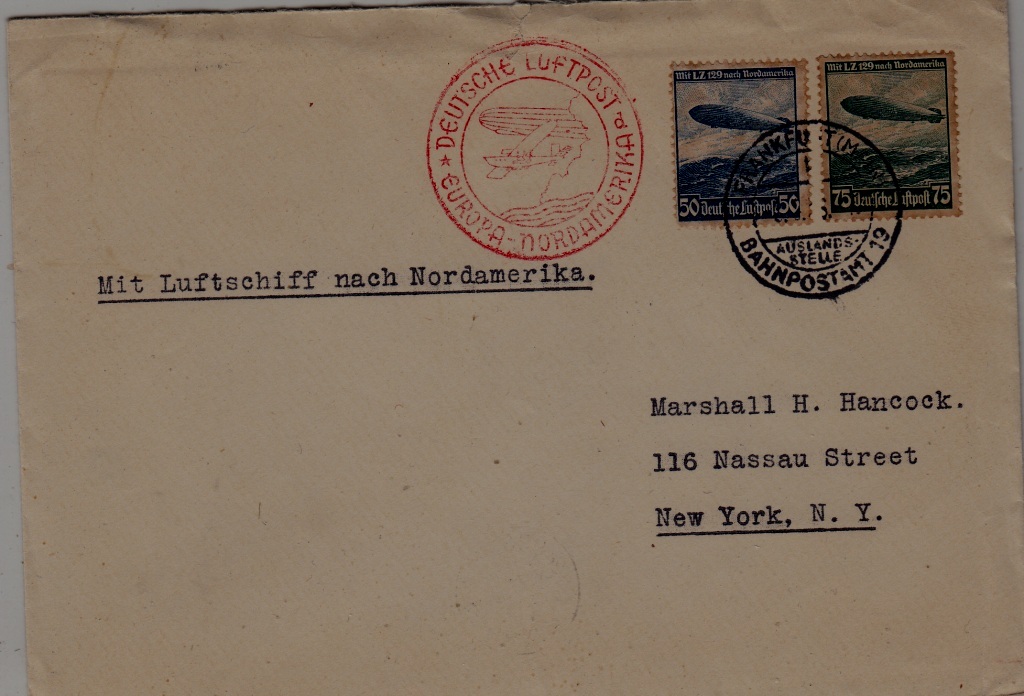 ★ DEUTSCHE LUFTPOST
EUROPA-NORDAMERIKA
Mit LZ 129 nach Nordamerika
50 Deutsche Luftpost 50
Mit LZ 129 nach Nordamerika
75 Deutsche Luftpost 75
AUSLANDS-
STELLE
BAHNPOSTAMT 19
Mit Luftschiff nach Nordamerika.
Marshall H. Hancock.
116 Nassau Street
New York, N. Y.